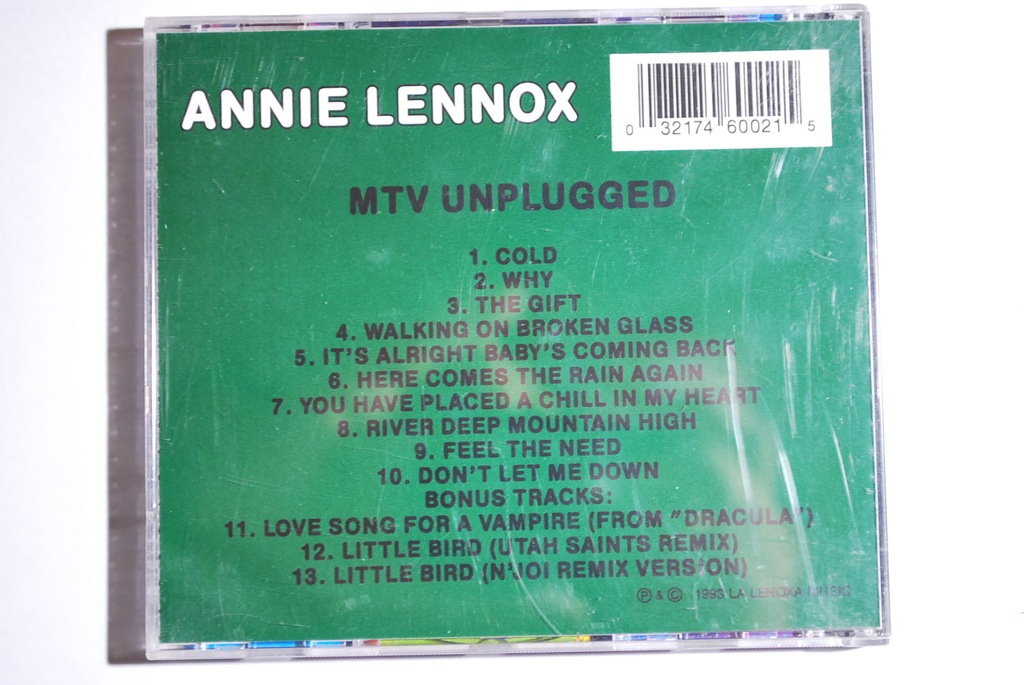 ANNIE LENNOX
0 32174 60021 5
MTV UNPLUGGED
1. COLD
2. WHY
3. THE GIFT
4. WALKING ON BROKEN GLASS
5. IT'S ALRIGHT BABY'S COMING BACK
6. HERE COMES THE RAIN AGAIN
7. YOU HAVE PLACED A CHILL IN MY HEART
8. RIVER DEEP MOUNTAIN HIGH
9. FEEL THE NEED
10. DON'T LET ME DOWN
BONUS TRACKS:
11. LOVE SONG FOR A VAMPIRE (FROM "DRACULA")
12. LITTLE BIRD (UTAH SAINTS REMIX)
13. LITTLE BIRD (N'JOI REMIX VERSION)
℗ & © 1993 LA LENOXA MUSIC